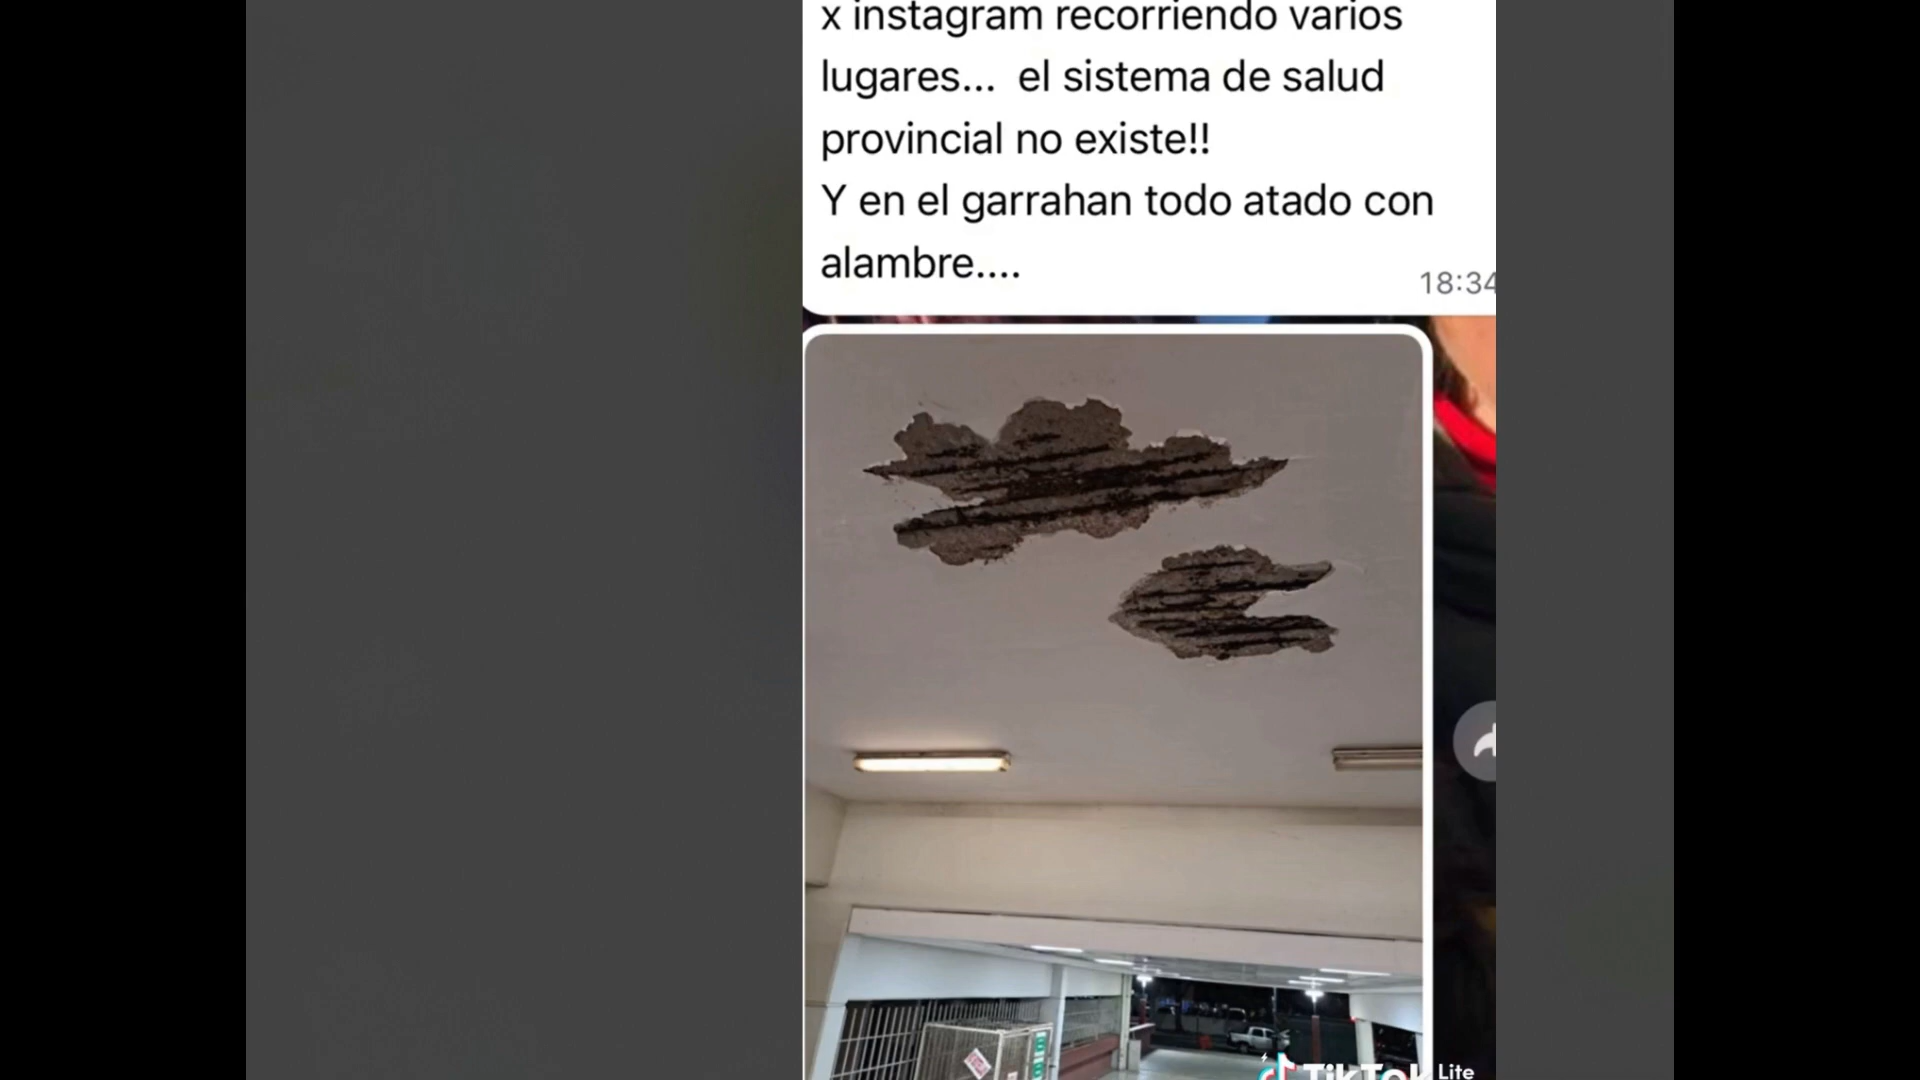 x instagram recorriendo varios
lugares... el sistema de salud
provincial no existe!!
Y en el garrahan todo atado con
alambre....
18:34
TikTok Lite